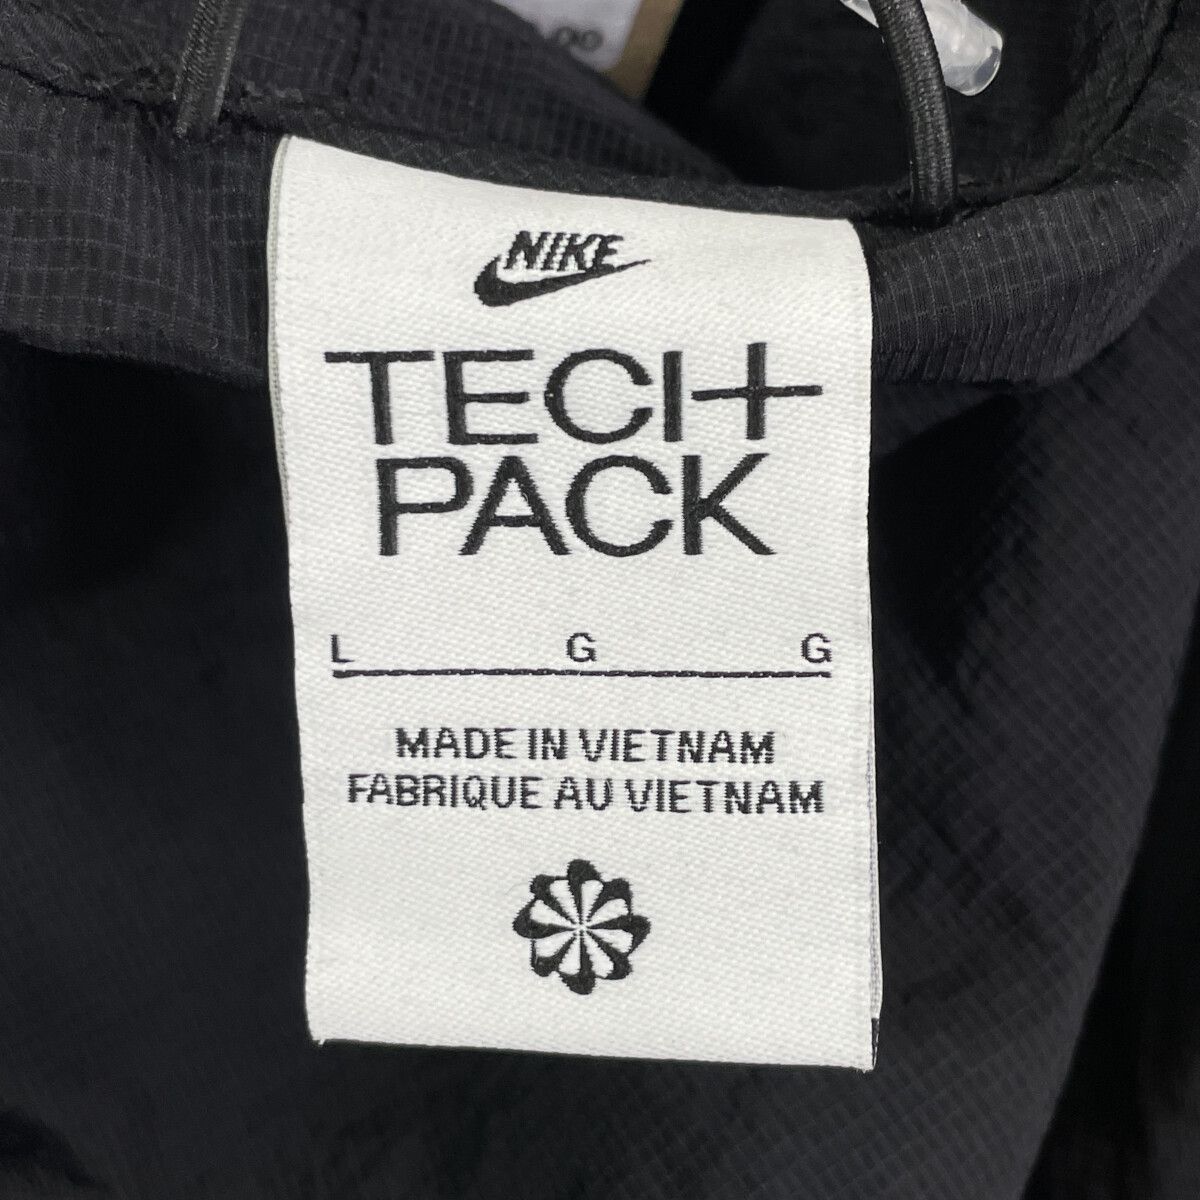 NIKE
TECH
PACK
L G G
MADE IN VIETNAM
FABRIQUE AU VIETNAM